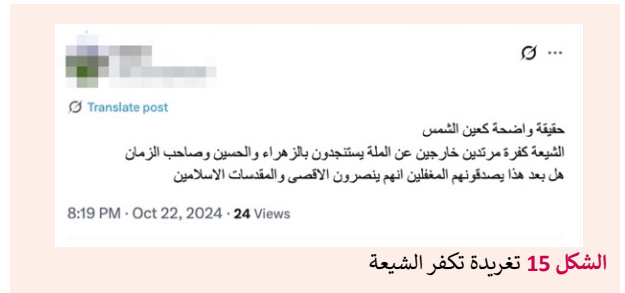 Translate post
حقيقة واضحة كعين الشمس
الشيعة كفرة مرتدين خارجين عن الملة يستنجدون بالزهراء والحسين وصاحب الزمان
هل بعد هذا يصدقونهم المغفلين انهم ينصرون الاقصى والمقدسات الاسلامين
8:19 PM · Oct 22, 2024 · 24 Views
الشكل 15 تغريدة تكفر الشيعة